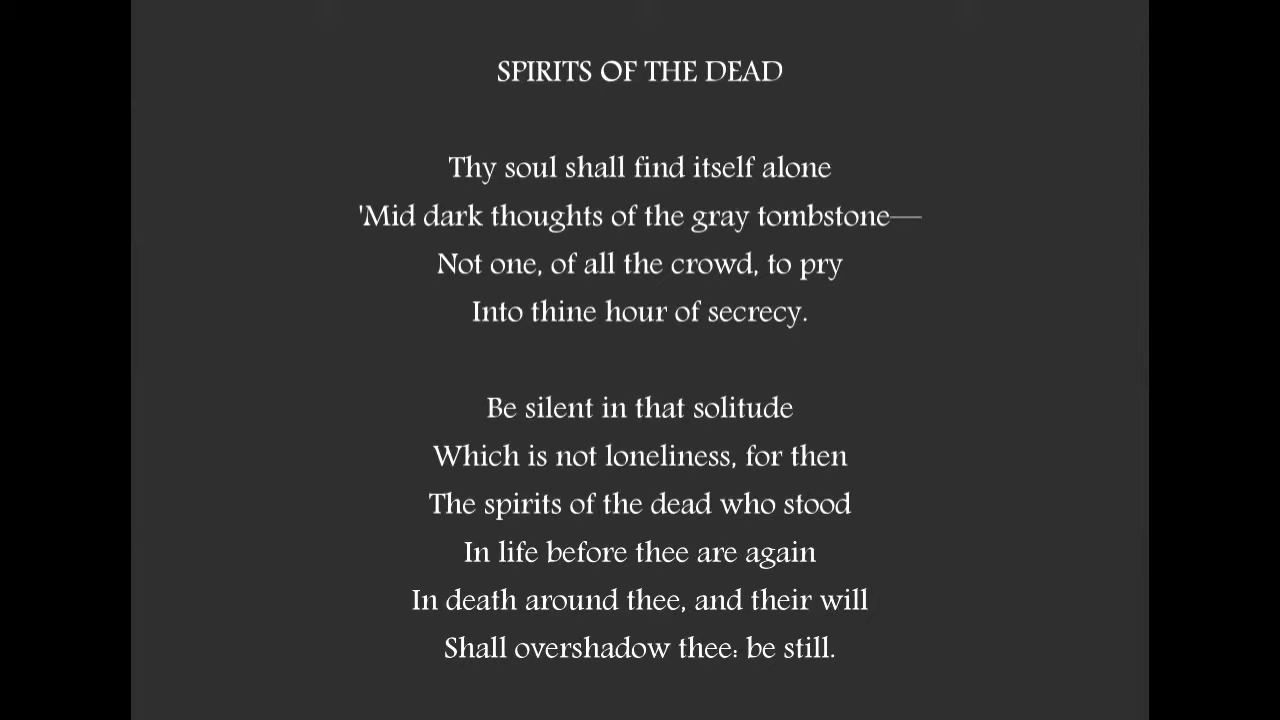 SPIRITS OF THE DEAD
Thy soul shall find itself alone
'Mid dark thoughts of the gray tombstone—
Not one, of all the crowd, to pry
Into thine hour of secrecy.
Be silent in that solitude
Which is not loneliness, for then
The spirits of the dead who stood
In life before thee are again
In death around thee, and their will
Shall overshadow thee: be still.